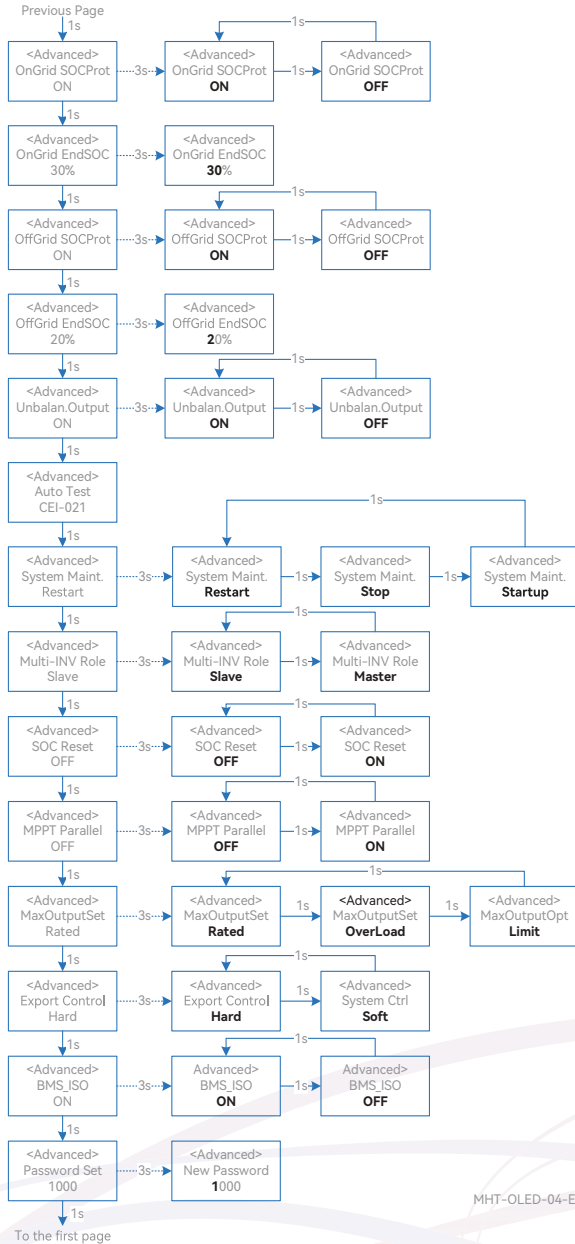 Previous Page
1s
1s
<Advanced>
OnGrid SOCProt
ON
3s
<Advanced>
OnGrid SOCProt
ON
1s
<Advanced>
OnGrid SOCProt
OFF
1s
<Advanced>
OnGrid EndSOC
30%
3s
<Advanced>
OnGrid EndSOC
30%
1s
1s
<Advanced>
OffGrid SOCProt
ON
3s
<Advanced>
OffGrid SOCProt
ON
1s
<Advanced>
OffGrid SOCProt
OFF
1s
<Advanced>
OffGrid EndSOC
20%
3s
<Advanced>
OffGrid EndSOC
20%
1s
1s
<Advanced>
Unbalan.Output
ON
3s
<Advanced>
Unbalan.Output
ON
1s
<Advanced>
Unbalan.Output
OFF
1s
<Advanced>
Auto Test
CEI-021
1s
1s
<Advanced>
System Maint.
Restart
3s
<Advanced>
System Maint.
Restart
1s
<Advanced>
System Maint.
Stop
1s
<Advanced>
System Maint.
Startup
1s
1s
<Advanced>
Multi-INV Role
Slave
3s
<Advanced>
Multi-INV Role
Slave
1s
<Advanced>
Multi-INV Role
Master
1s
1s
<Advanced>
SOC Reset
OFF
3s
<Advanced>
SOC Reset
OFF
1s
<Advanced>
SOC Reset
ON
1s
1s
<Advanced>
MPPT Parallel
OFF
3s
<Advanced>
MPPT Parallel
OFF
1s
<Advanced>
MPPT Parallel
ON
1s
1s
<Advanced>
MaxOutputSet
Rated
3s
<Advanced>
MaxOutputSet
Rated
1s
<Advanced>
MaxOutputSet
OverLoad
1s
<Advanced>
MaxOutputOpt
Limit
1s
1s
<Advanced>
Export Control
Hard
3s
<Advanced>
Export Control
Hard
1s
<Advanced>
System Ctrl
Soft
1s
1s
<Advanced>
BMS_ISO
ON
3s
Advanced>
BMS_ISO
ON
1s
Advanced>
BMS_ISO
OFF
1s
<Advanced>
Password Set
1000
3s
<Advanced>
New Password
1000
MHT-OLED-04-E
1s
To the first page